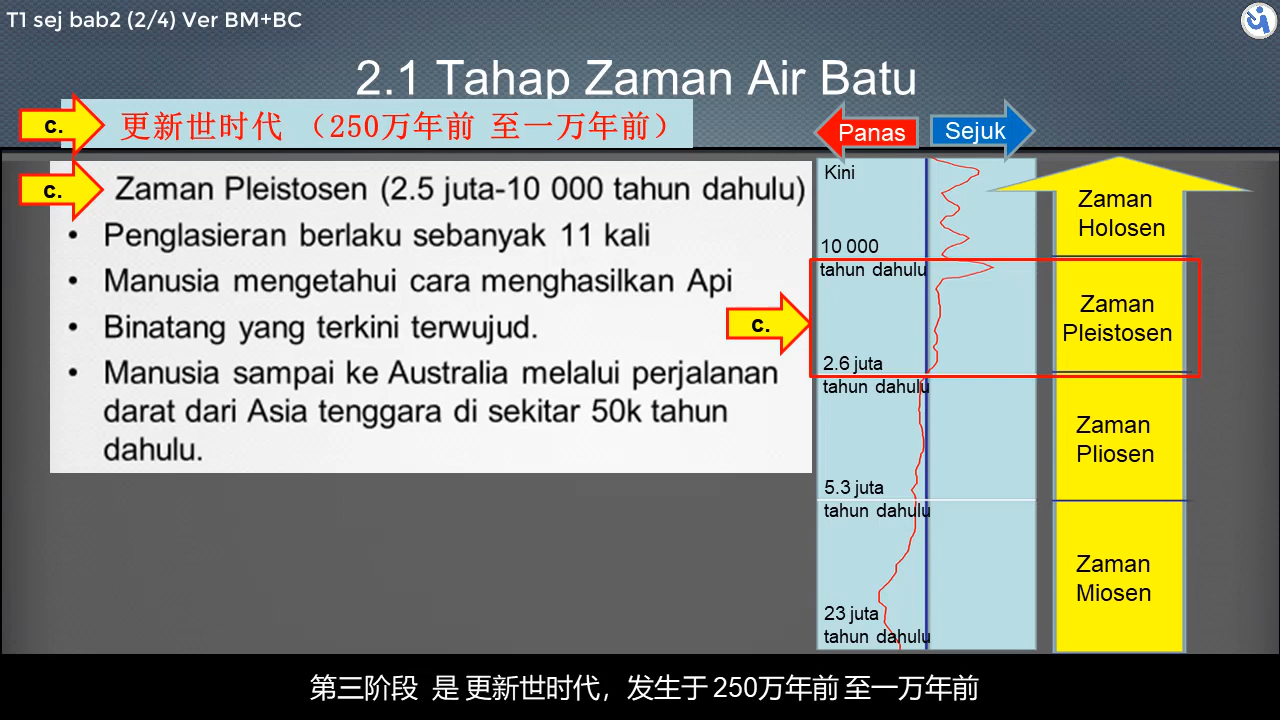 T1 sej bab2 (2/4) Ver BM+BC
2.1 Tahap Zaman Air Batu
c.
更新世时代 （250万年前 至一万年前）
Panas
Sejuk
c.
Zaman Pleistosen (2.5 juta-10 000 tahun dahulu)
• Penglasieran berlaku sebanyak 11 kali
• Manusia mengetahui cara menghasilkan Api
• Binatang yang terkini terwujud.
• Manusia sampai ke Australia melalui perjalanan
darat dari Asia tenggara di sekitar 50k tahun
dahulu.
c.
Kini
10 000
tahun dahulu
2.6 juta
tahun dahulu
5.3 juta
tahun dahulu
23 juta
tahun dahulu
Zaman
Holosen
Zaman
Pleistosen
Zaman
Pliosen
Zaman
Miosen
第三阶段 是 更新世时代，发生于 250万年前 至一万年前